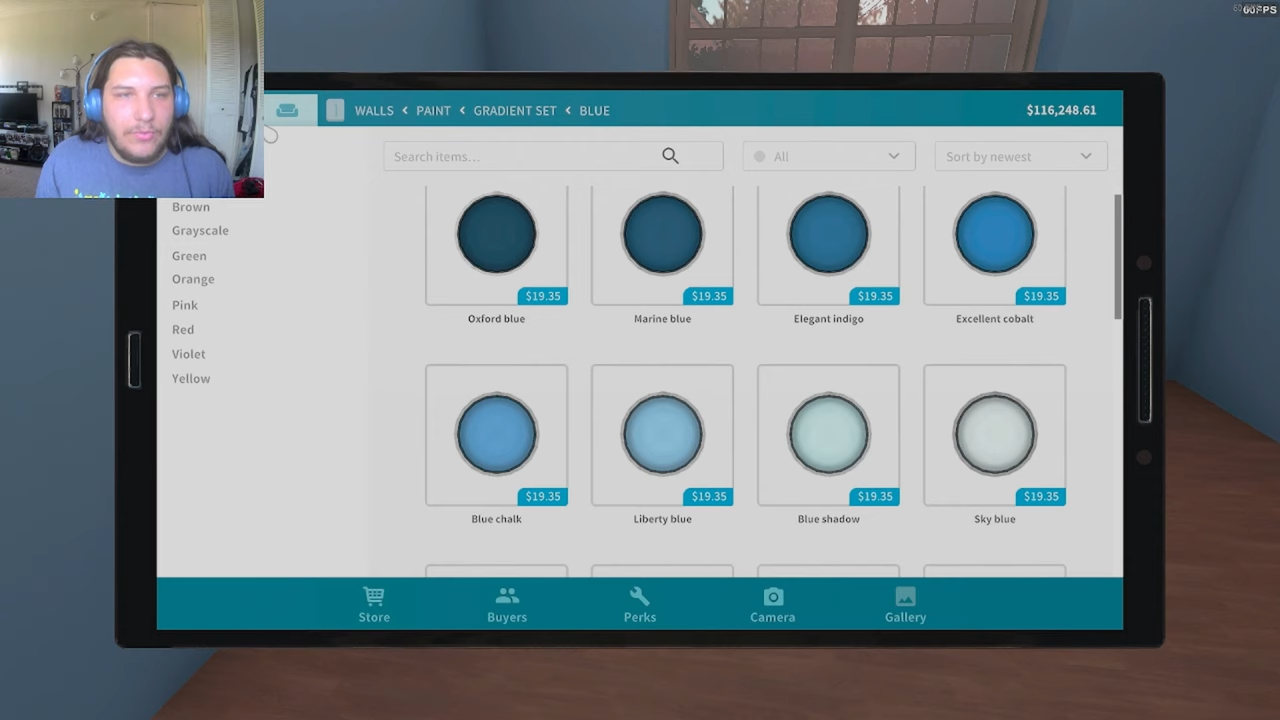 60FPS
WALLS < PAINT < GRADIENT SET < BLUE
$116,248.61
Search items...
All
Sort by newest
Brown
Grayscale
Green
Orange
Pink
Red
Violet
Yellow
$19.35 $19.35 $19.35 $19.35
Oxford blue Marine blue Elegant indigo Excellent cobalt
$19.35 $19.35 $19.35 $19.35
Blue chalk Liberty blue Blue shadow Sky blue
Store Buyers Perks Camera Gallery